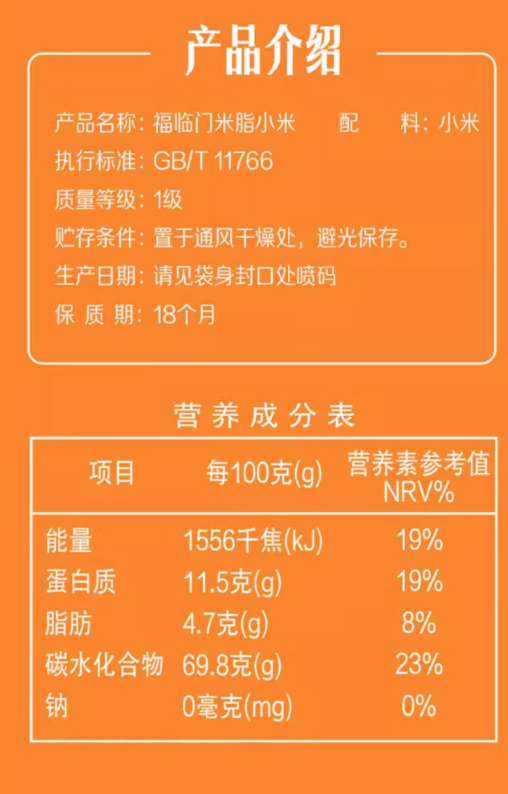 产品介绍
产品名称：福临门米脂小米 配 料：小米
执行标准：GB/T 11766
质量等级：1级
贮存条件：置于通风干燥处，避光保存。
生产日期：请见袋身封口处喷码
保 质 期：18个月
营养成分表
项目 每100克(g) 营养素参考值
NRV%
能量 1556千焦(kJ) 19%
蛋白质 11.5克(g) 19%
脂肪 4.7克(g) 8%
碳水化合物 69.8克(g) 23%
钠 0毫克(mg) 0%